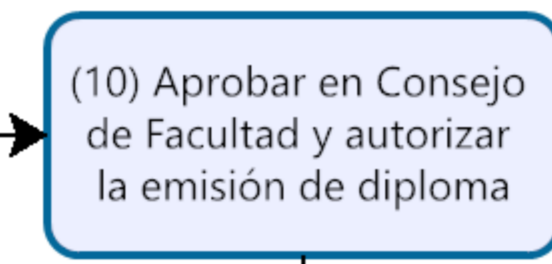 (10) Aprobar en Consejo
de Facultad y autorizar
la emisión de diploma